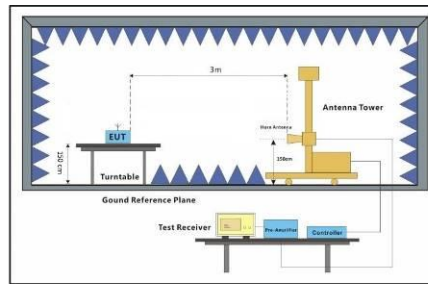 3m
Antenna Tower
EUT
Horn Antenna
150cm
150 cm
Turntable
Gound Reference Plane
Test Receiver
Pre-Amplifier
Controller